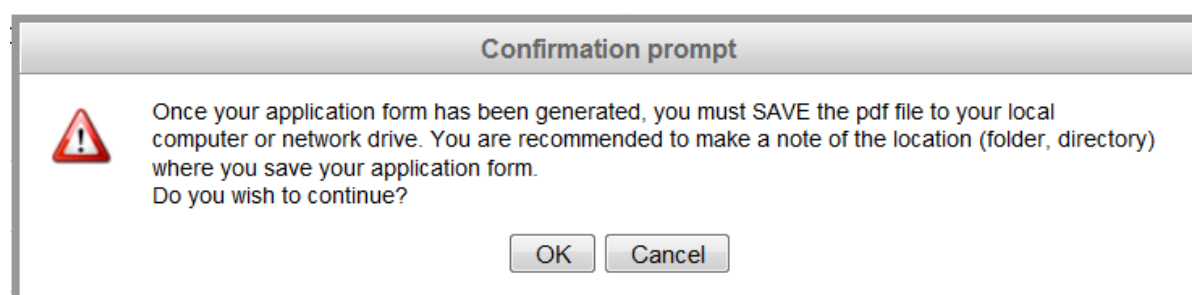 Confirmation prompt
Once your application form has been generated, you must SAVE the pdf file to your local
computer or network drive. You are recommended to make a note of the location (folder, directory)
where you save your application form.
Do you wish to continue?
OK Cancel